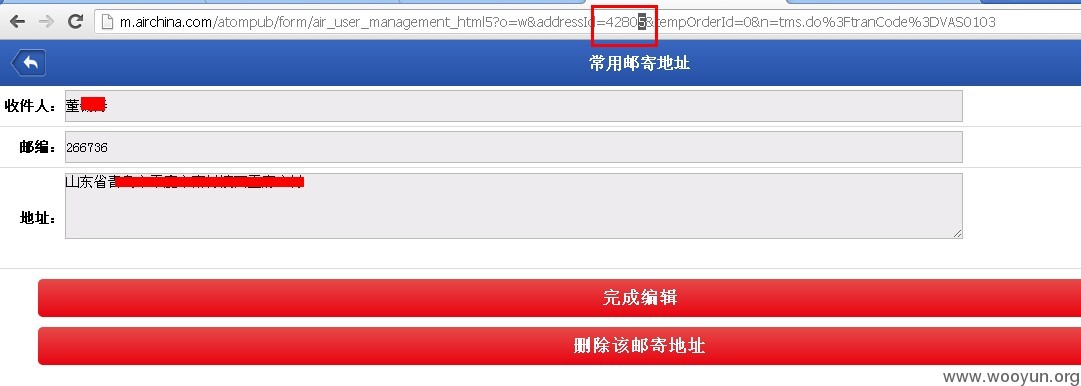 m.airchina.com/atompub/form/air_user_management_html5?o=w&addressId=42805&tempOrderId=0&n=tms.do%3FtranCode%3DVAS0103
常用邮寄地址
收件人: 董
邮编: 266736
地址: 山东省青
完成编辑
删除该邮寄地址
www.wooyun.org